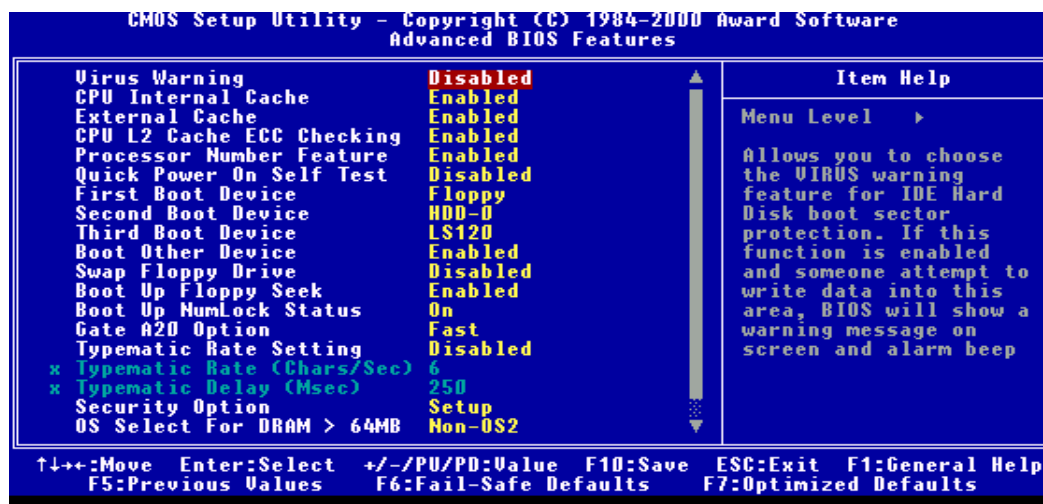 CMOS Setup Utility - Copyright (C) 1984-2000 Award Software
Advanced BIOS Features
Virus Warning Disabled
CPU Internal Cache Enabled
External Cache Enabled
CPU L2 Cache ECC Checking Enabled
Processor Number Feature Enabled
Quick Power On Self Test Disabled
First Boot Device Floppy
Second Boot Device HDD-0
Third Boot Device LS120
Boot Other Device Enabled
Swap Floppy Drive Disabled
Boot Up Floppy Seek Enabled
Boot Up NumLock Status On
Gate A20 Option Fast
Typematic Rate Setting Disabled
x Typematic Rate (Chars/Sec) 6
x Typematic Delay (Msec) 250
Security Option Setup
OS Select For DRAM > 64MB Non-OS2
Item Help
Menu Level ▸
Allows you to choose
the VIRUS warning
feature for IDE Hard
Disk boot sector
protection. If this
function is enabled
and someone attempt to
write data into this
area, BIOS will show a
warning message on
screen and alarm beep
↑↓→←:Move Enter:Select +/-/PU/PD:Value F10:Save ESC:Exit F1:General Help
F5:Previous Values F6:Fail-Safe Defaults F7:Optimized Defaults